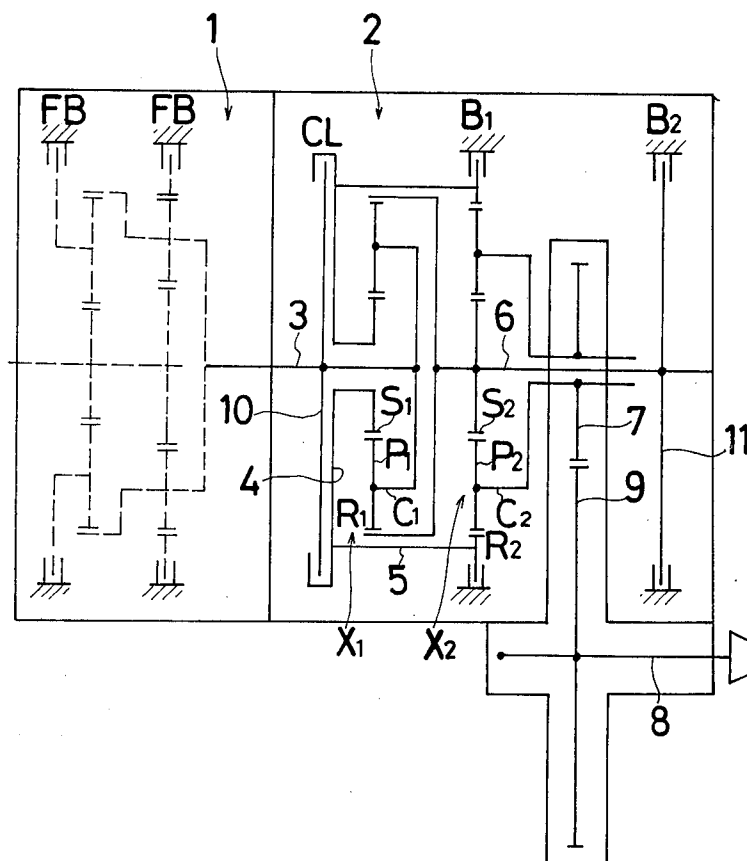 1 2
FB FB CL B₁ B₂
3 6
10 S₁ S₂ 7
4 P₁ P₂ 9 11
R₁ C₁ C₂
5 R₂
X₁ X₂
8